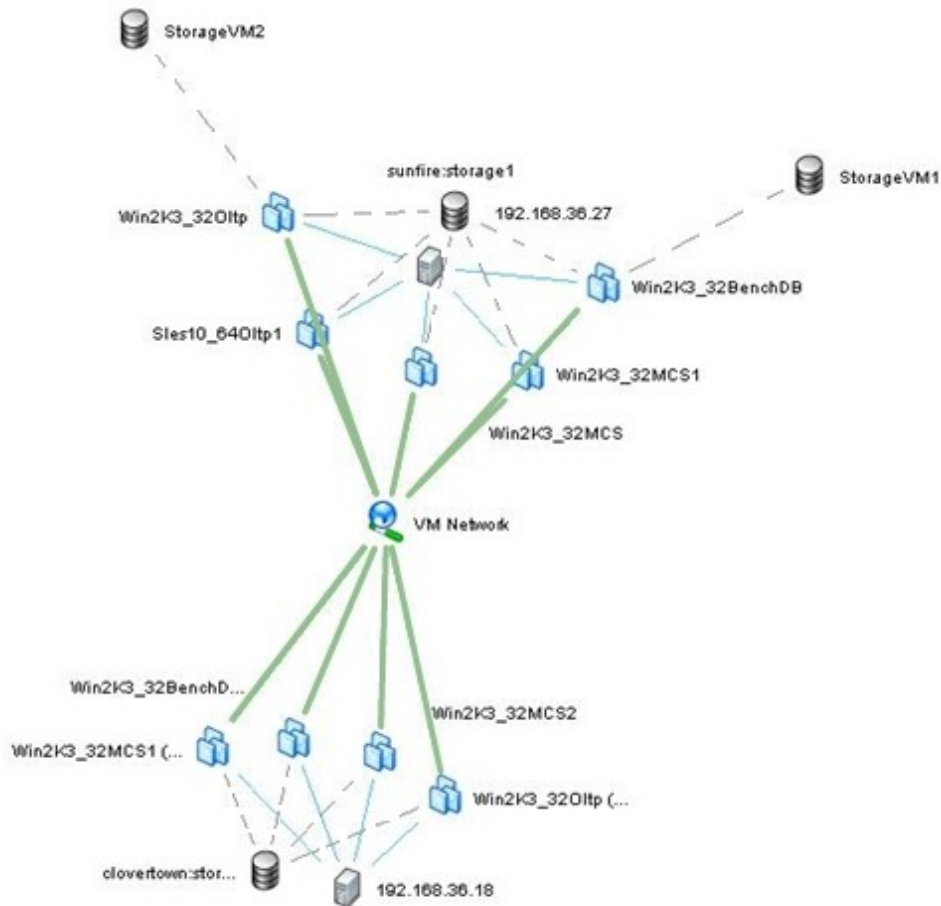 StorageVM2
sunfire:storage1
StorageVM1
Win2K3_32Oltp
192.168.36.27
Win2K3_32BenchDB
Sles10_64Oltp1
Win2K3_32MCS1
Win2K3_32MCS
VM Network
Win2K3_32BenchD...
Win2K3_32MCS2
Win2K3_32MCS1 (...
Win2K3_32Oltp (...
clovertown:stor...
192.168.36.18